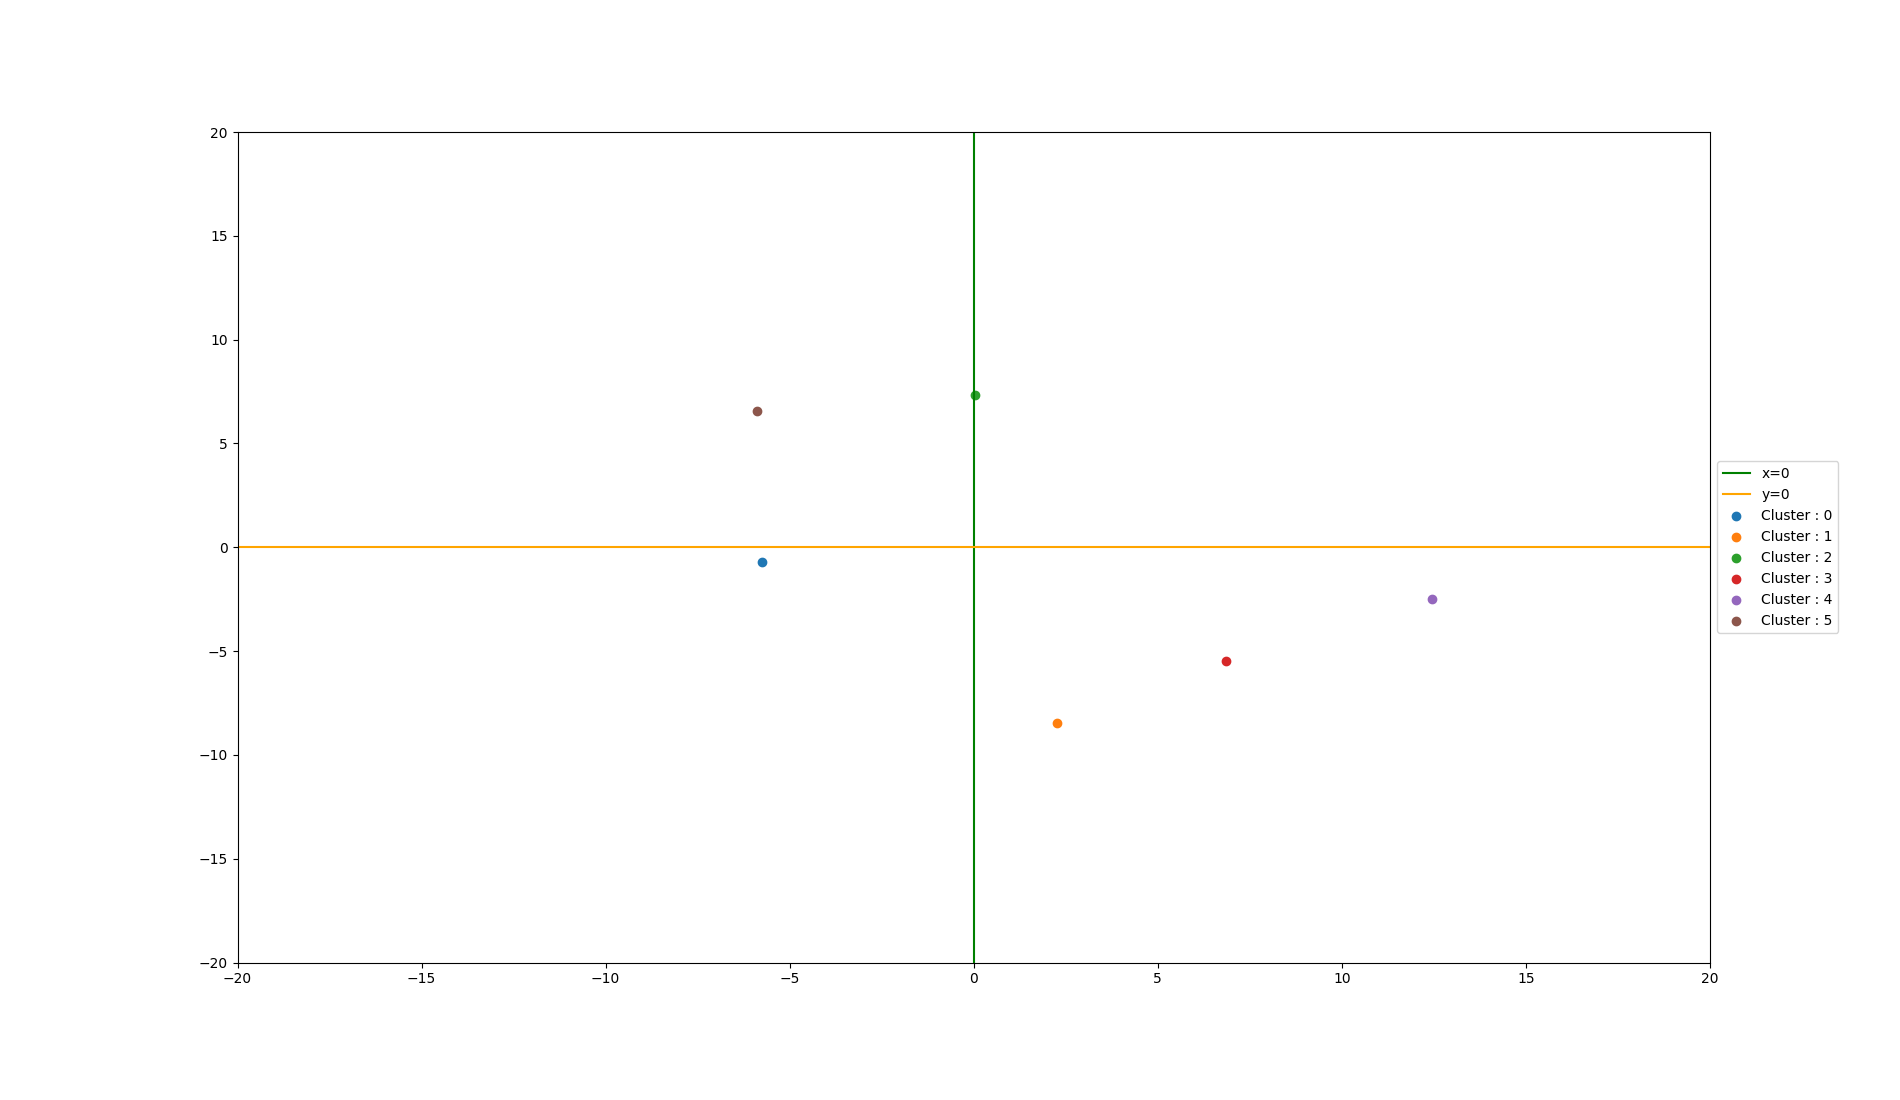 20
15
10
5
0
−5
−10
−15
−20
−20 −15 −10 −5 0 5 10 15 20
x=0
y=0
Cluster : 0
Cluster : 1
Cluster : 2
Cluster : 3
Cluster : 4
Cluster : 5